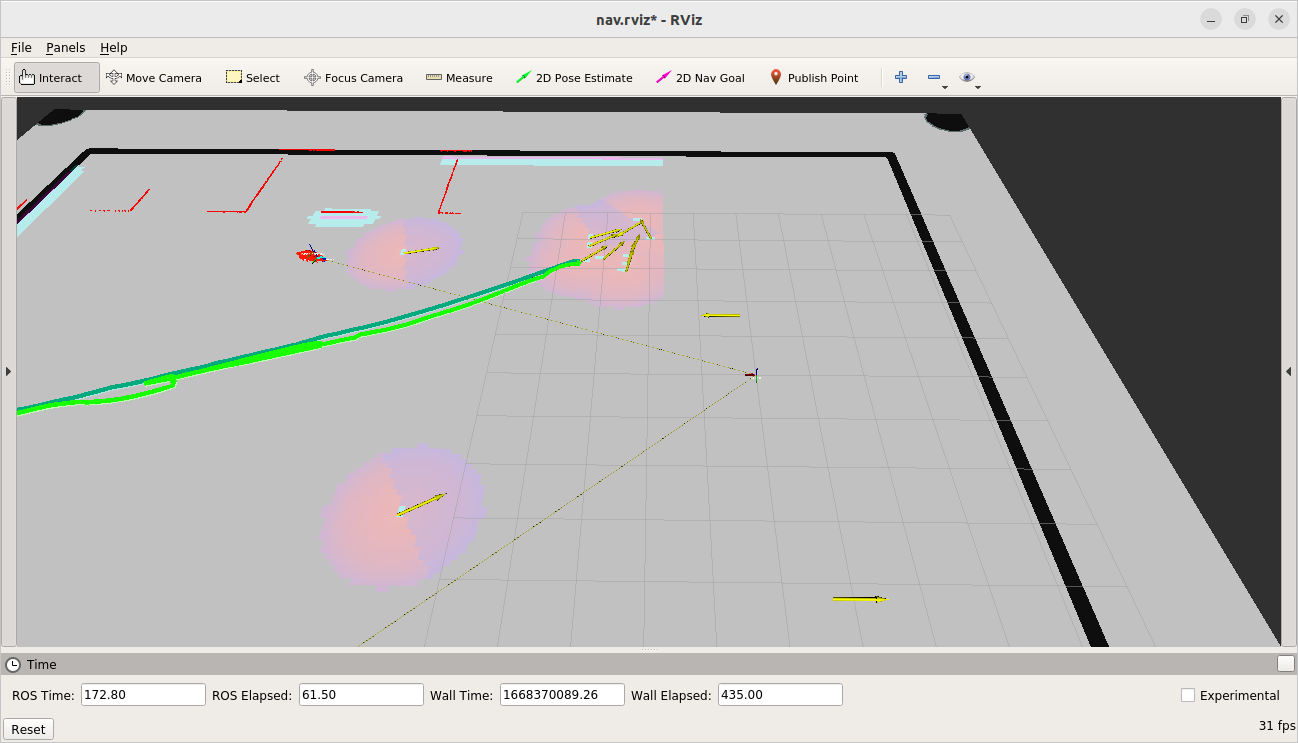 nav.rviz* - RViz
File Panels Help
Interact Move Camera Select Focus Camera Measure 2D Pose Estimate 2D Nav Goal Publish Point
Time
ROS Time: 172.80 ROS Elapsed: 61.50 Wall Time: 1668370089.26 Wall Elapsed: 435.00 Experimental
Reset 31 fps